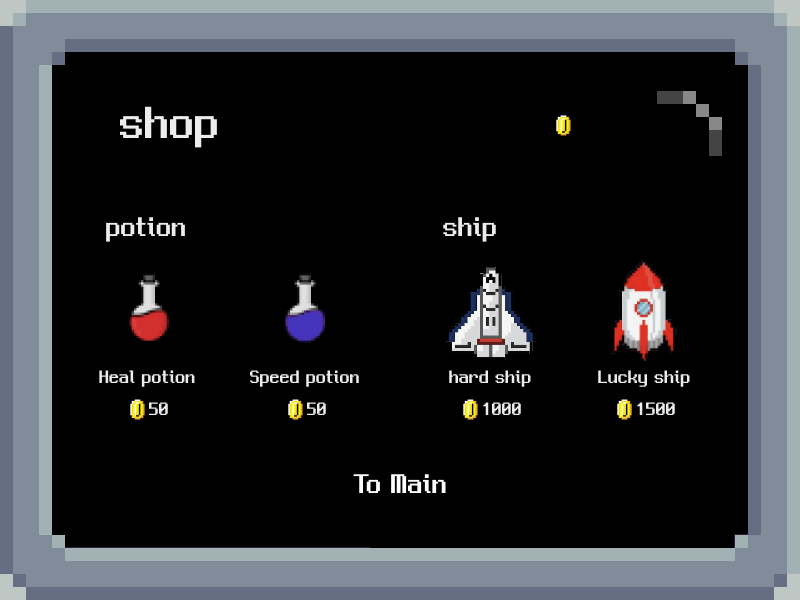 shop
potion
ship
Heal potion
Speed potion
hard ship
Lucky ship
50
50
1000
1500
To Main